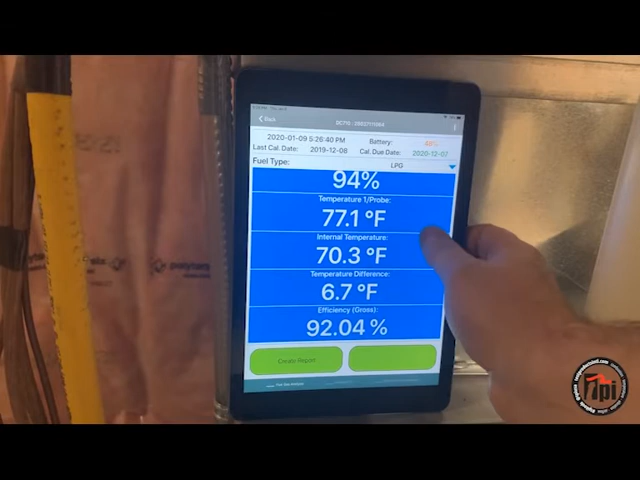 Back
DC710
2020-01-09 5:26:40 PM
Battery:
Last Cal. Date:
2019-12-08
Cal. Due Date:
2020-12-07
Fuel Type:
LPG
94%
Temperature 1/Probe:
77.1 °F
Internal Temperature:
70.3 °F
Temperature Difference:
6.7 °F
Efficiency (Gross):
92.04 %
Create Report
tpi